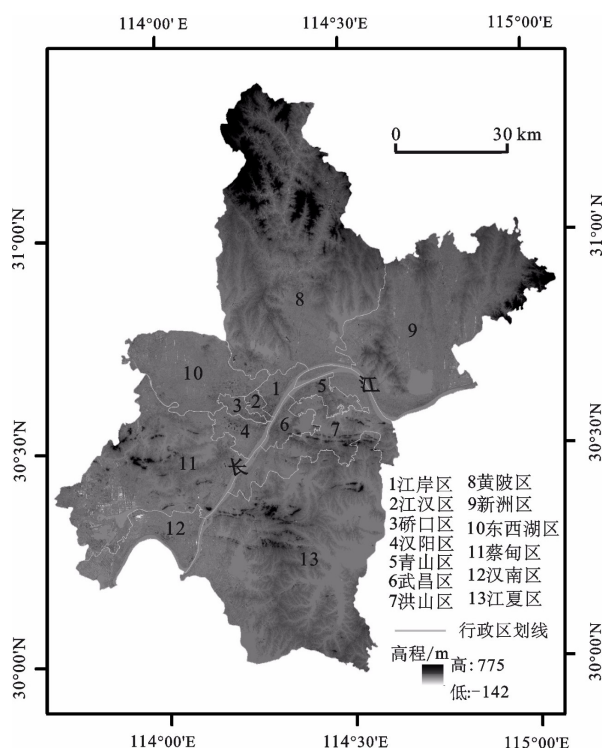 114°00' E
114°30'E
115°00'E
0
30 km
31°00'N
31°00'N
8
9
10
江
1
5
2
3
6
7
4
30°30'N
30°30'N
11
长
12
13
1江岸区
2江汉区
3硚口区
4汉阳区
5青山区
6武昌区
7洪山区
8黄陂区
9新洲区
10东西湖区
11蔡甸区
12汉南区
13江夏区
行政区划线
高程/m
高: 775
低:-142
30°00'N
30°00'N
114°00'E
114°30'E
115°00'E